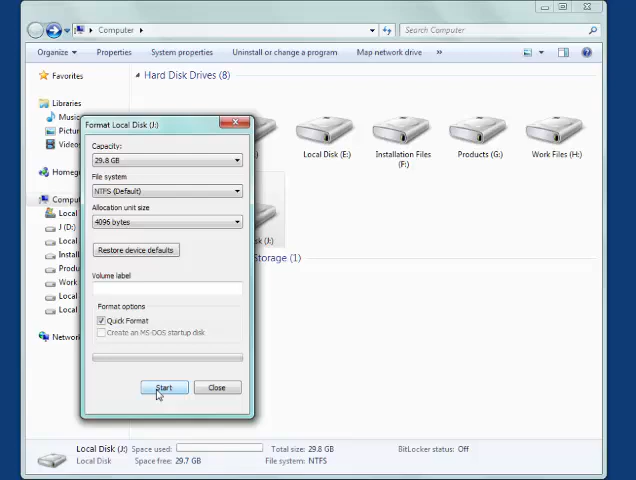 Computer
Search Computer
Organize
Properties
System properties
Uninstall or change a program
Map network drive
»
Favorites
Hard Disk Drives (8)
Libraries
Music
Pictur
Videos
Homeg
Comput
Local
J (D:)
Local
Install
Produ
Work
Local
Local
Network
Format Local Disk (J:)
Capacity:
29.8 GB
File system
NTFS (Default)
Allocation unit size
4096 bytes
Restore device defaults
Volume label
Format options
Quick Format
Create an MS-DOS startup disk
Start
Close
Local Disk (E:)
Installation Files
(F:)
Products (G:)
Work Files (H:)
sk (J:)
Storage (1)
Local Disk (J:) Space used:
Total size: 29.8 GB
BitLocker status: Off
Local Disk
Space free: 29.7 GB
File system: NTFS